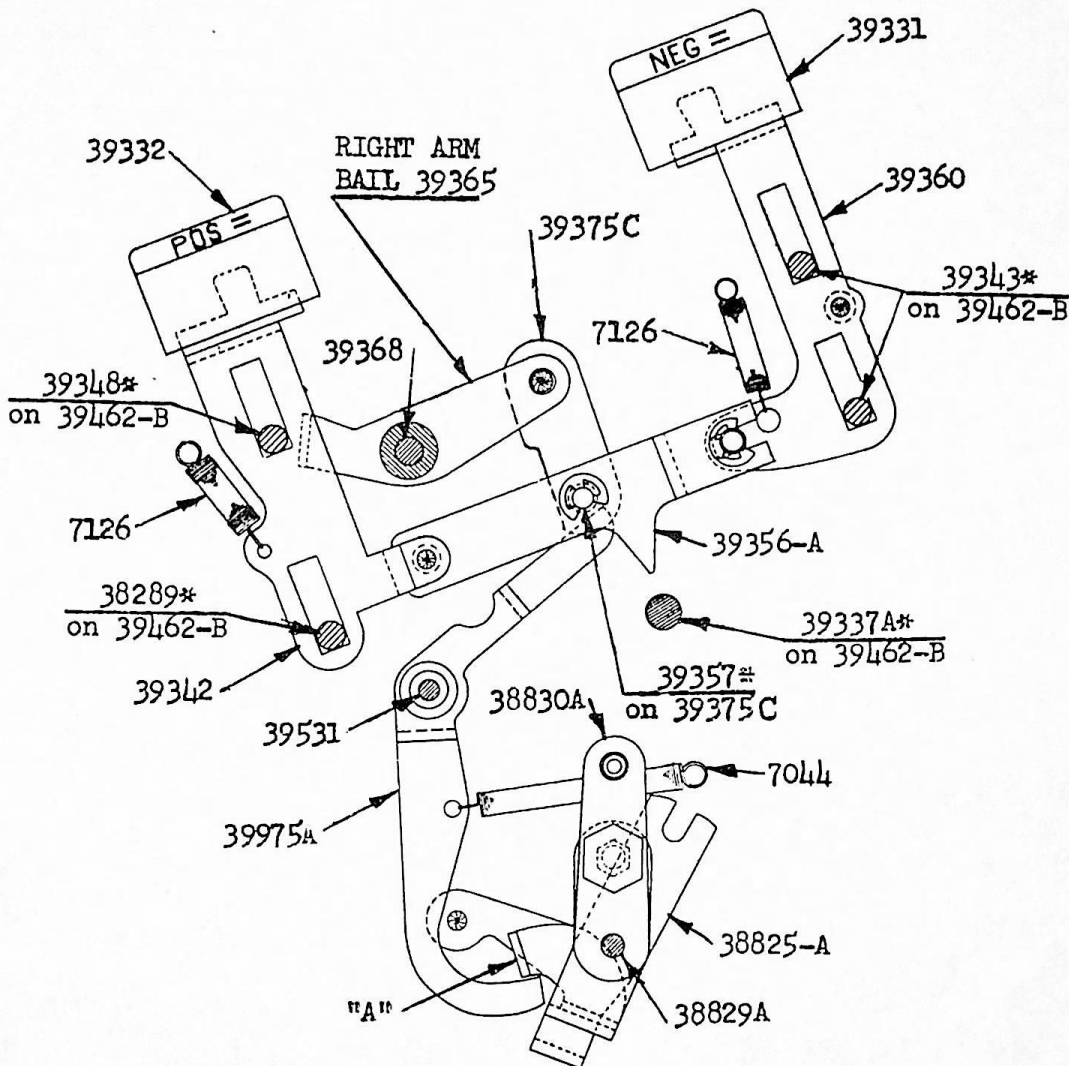 39331
NEG =
39332
RIGHT ARM
BAIL 39365
39360
39375C
POS =
39343*
on 39462-B
7126
39368
39348*
on 39462-B
7126
39356-A
38289*
on 39462-B
39337A*
on 39462-B
39342
39357*
on 39375C
38830A
39531
7044
39975A
38825-A
"A"
38829A